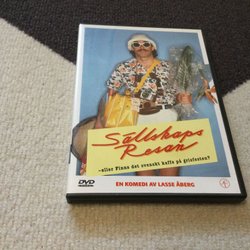 Sällskaps
Resan
-eller Finns det svenskt kaffe på grisfesten?
DVD
EN KOMEDI AV LASSE ÅBERG